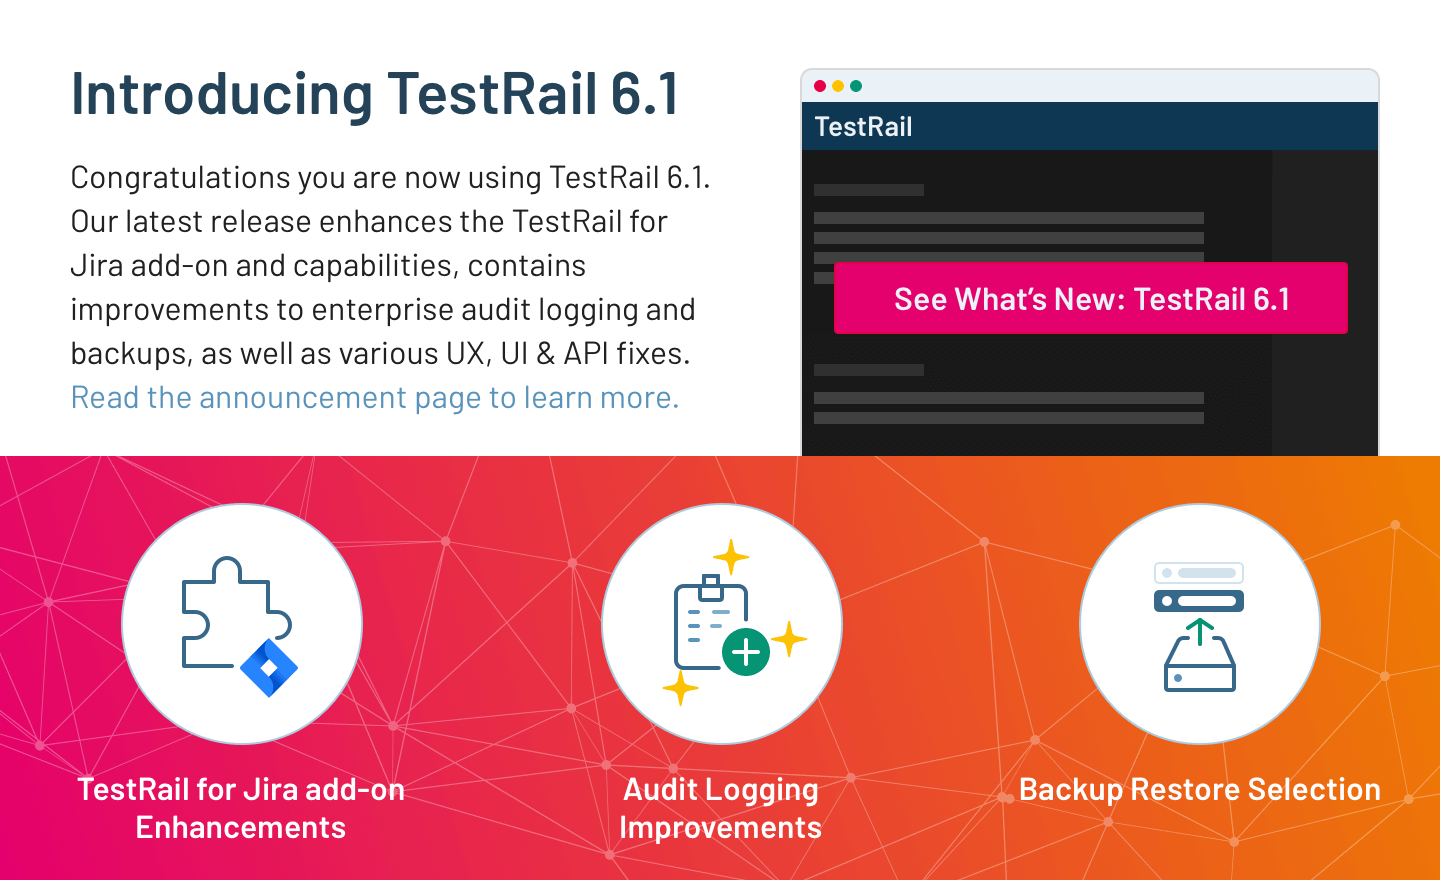 Introducing TestRail 6.1
Congratulations you are now using TestRail 6.1.
Our latest release enhances the TestRail for
Jira add-on and capabilities, contains
improvements to enterprise audit logging and
backups, as well as various UX, UI & API fixes.
Read the announcement page to learn more.
TestRail
See What’s New: TestRail 6.1
TestRail for Jira add-on
Enhancements
Audit Logging
Improvements
Backup Restore Selection